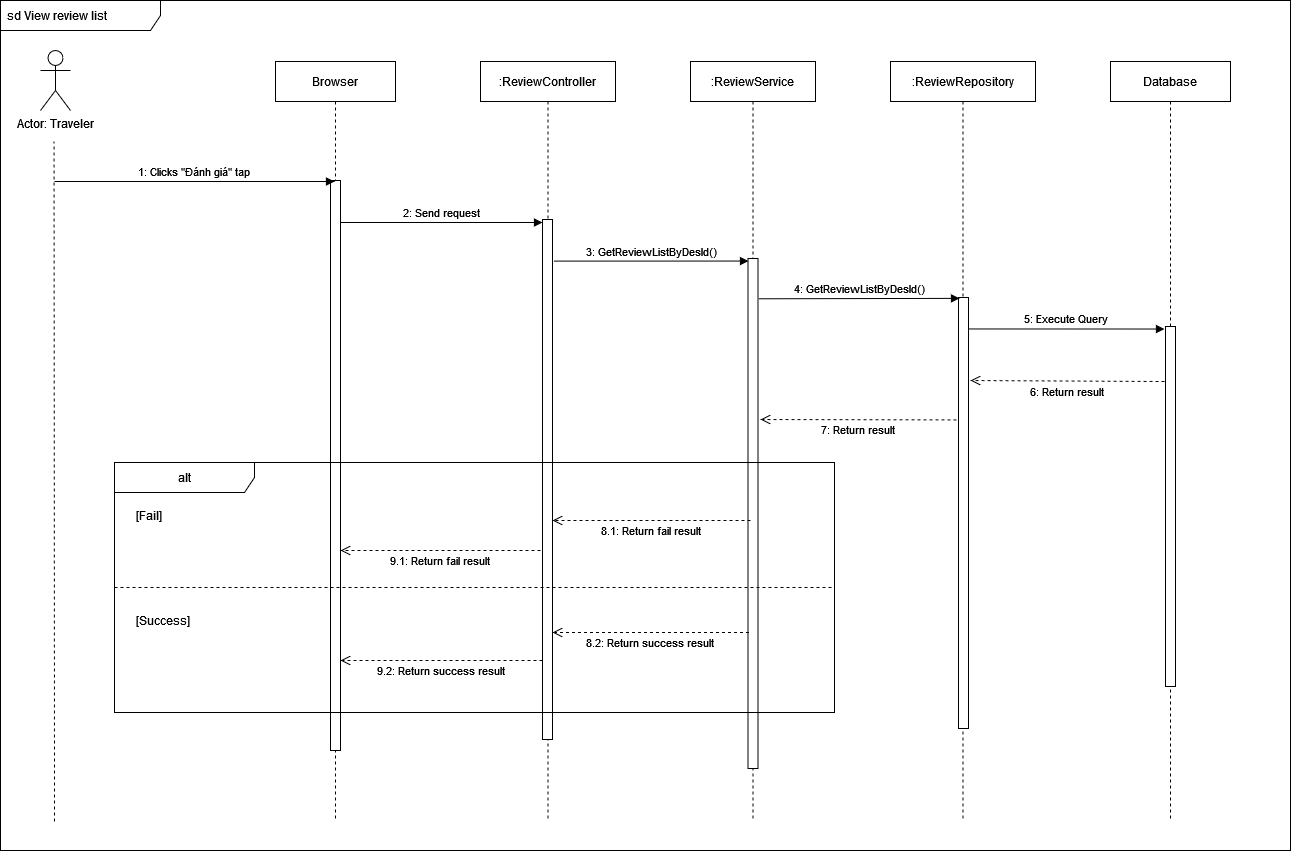 sd View review list
Actor: Traveler
Browser
:ReviewController
:ReviewService
:ReviewRepository
Database
1: Clicks "Đánh giá" tap
2: Send request
3: GetReviewListByDesId()
4: GetReviewListByDesId()
5: Execute Query
6: Return result
7: Return result
alt
[Fail]
8.1: Return fail result
9.1: Return fail result
[Success]
8.2: Return success result
9.2: Return success result